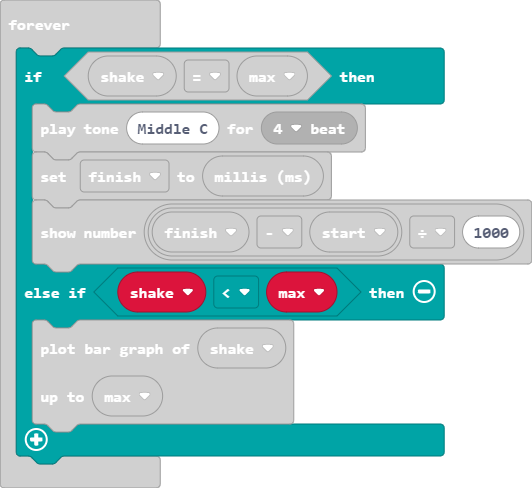 forever
if shake = max then
play tone Middle C for 4 beat
set finish to millis (ms)
show number finish - start ÷ 1000
else if shake < max then
plot bar graph of shake
up to max